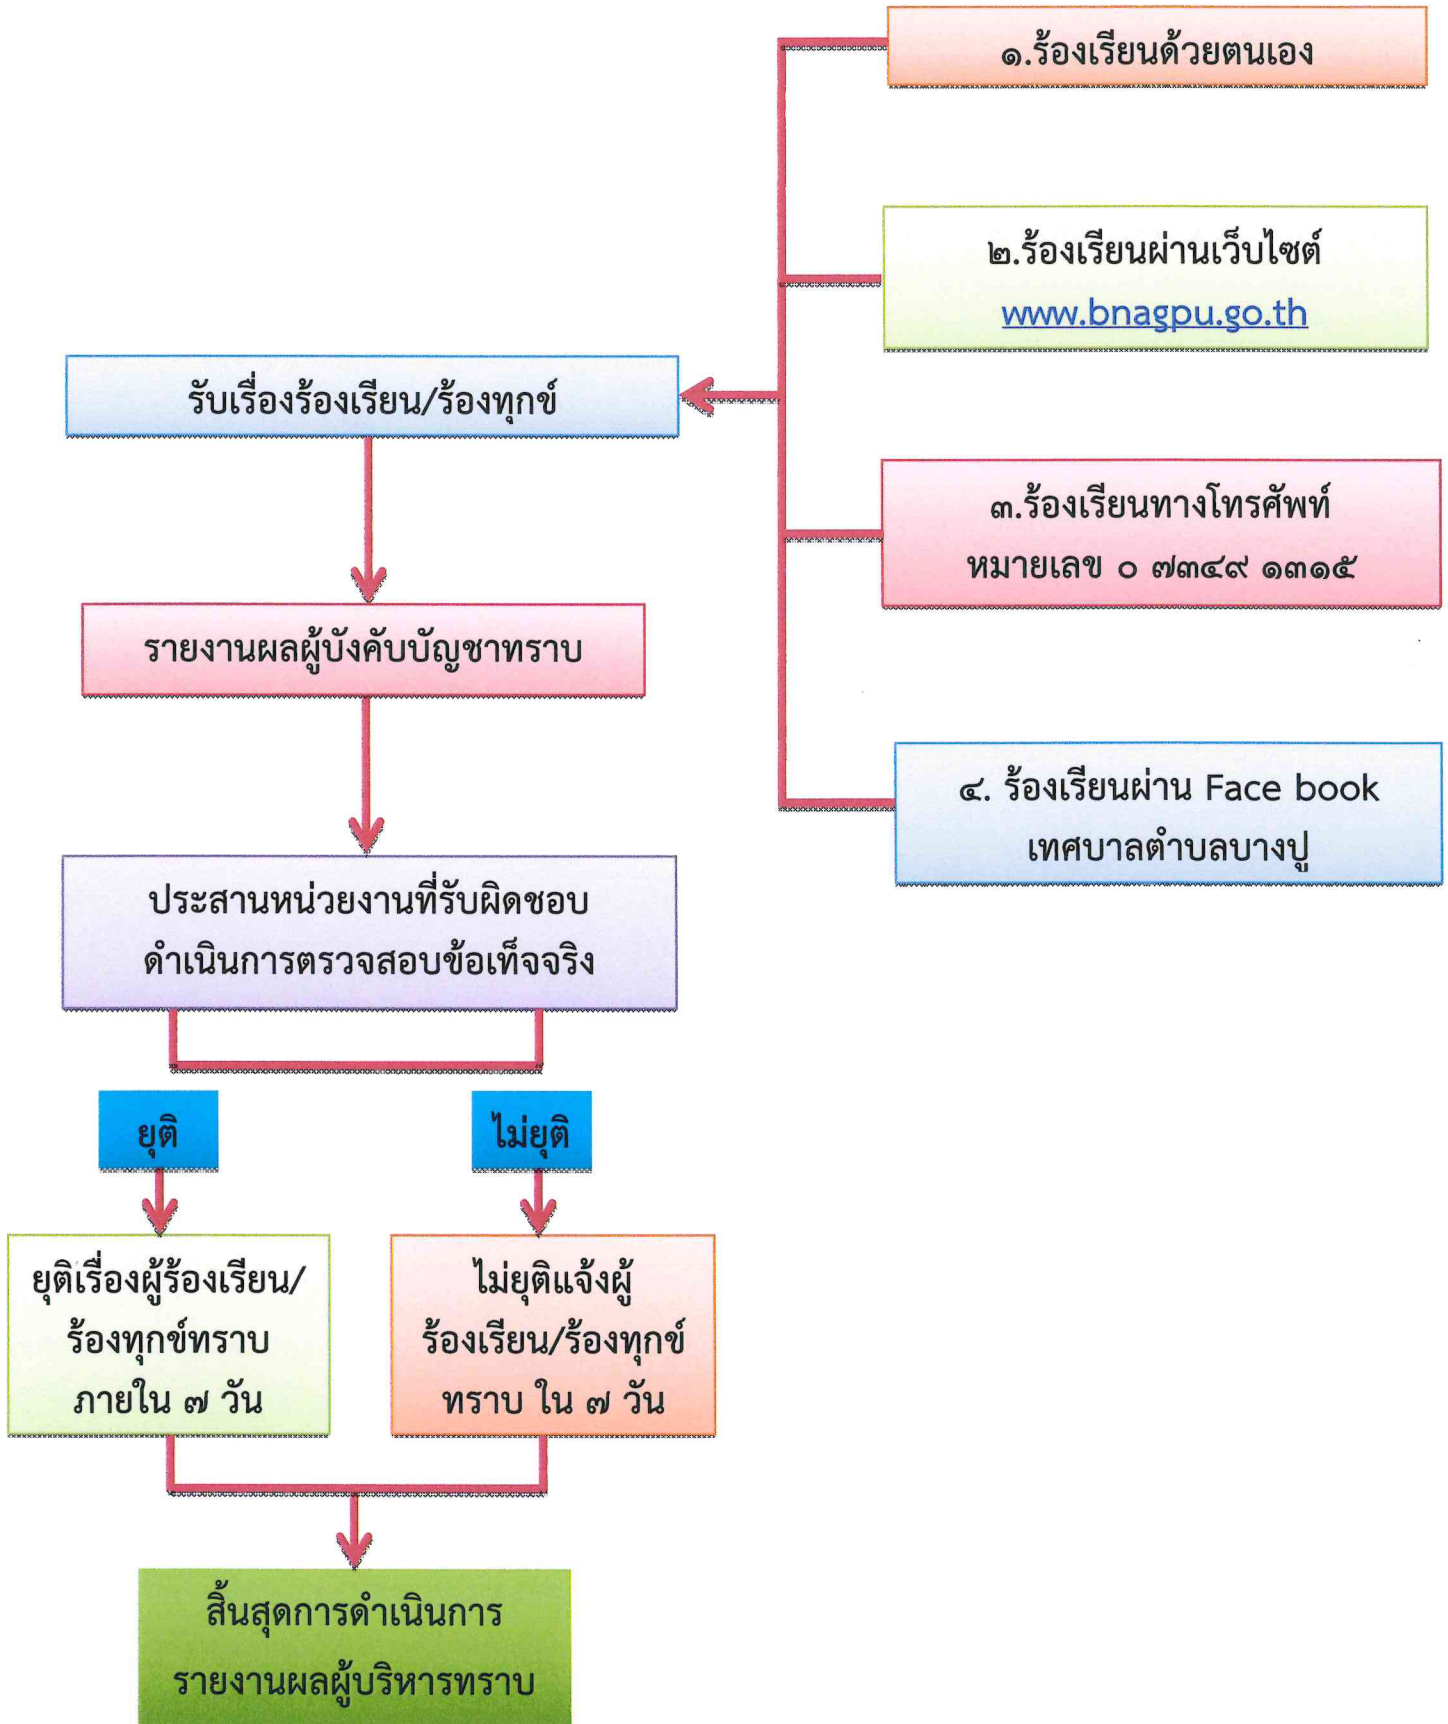 ๑.ร้องเรียนด้วยตนเอง
๒.ร้องเรียนผ่านเว็บไซต์
www.bnagpu.go.th
รับเรื่องร้องเรียน/ร้องทุกข์
๓.ร้องเรียนทางโทรศัพท์
หมายเลข ๐ ๗๓๔๙ ๑๓๑๕
รายงานผลผู้บังคับบัญชาทราบ
๔. ร้องเรียนผ่าน Face book
เทศบาลตำบลบางปู
ประสานหน่วยงานที่รับผิดชอบ
ดำเนินการตรวจสอบข้อเท็จจริง
ยุติ
ไม่ยุติ
ยุติเรื่องผู้ร้องเรียน/
ร้องทุกข์ทราบ
ภายใน ๗ วัน
ไม่ยุติแจ้งผู้
ร้องเรียน/ร้องทุกข์
ทราบ ใน ๗ วัน
สิ้นสุดการดำเนินการ
รายงานผลผู้บริหารทราบ